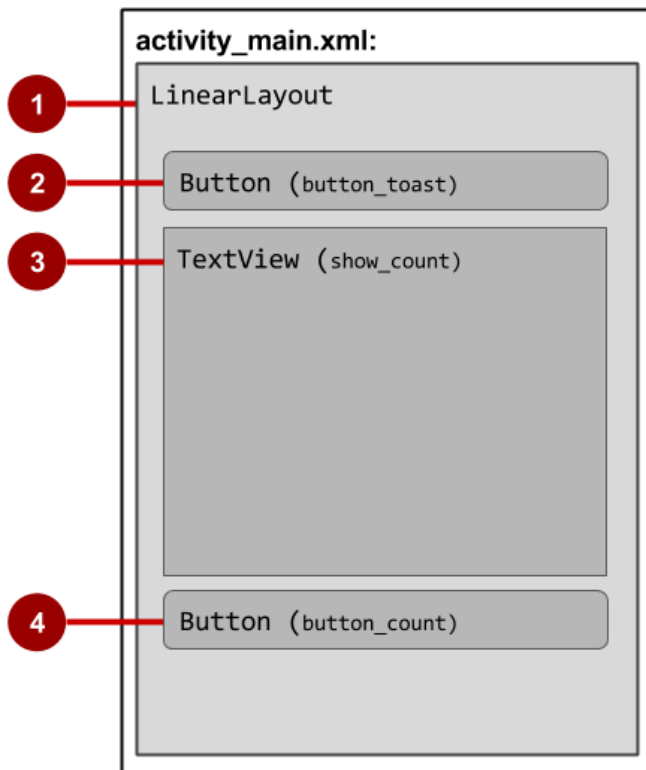 activity_main.xml:
1 LinearLayout
2 Button (button_toast)
3 TextView (show_count)
4 Button (button_count)